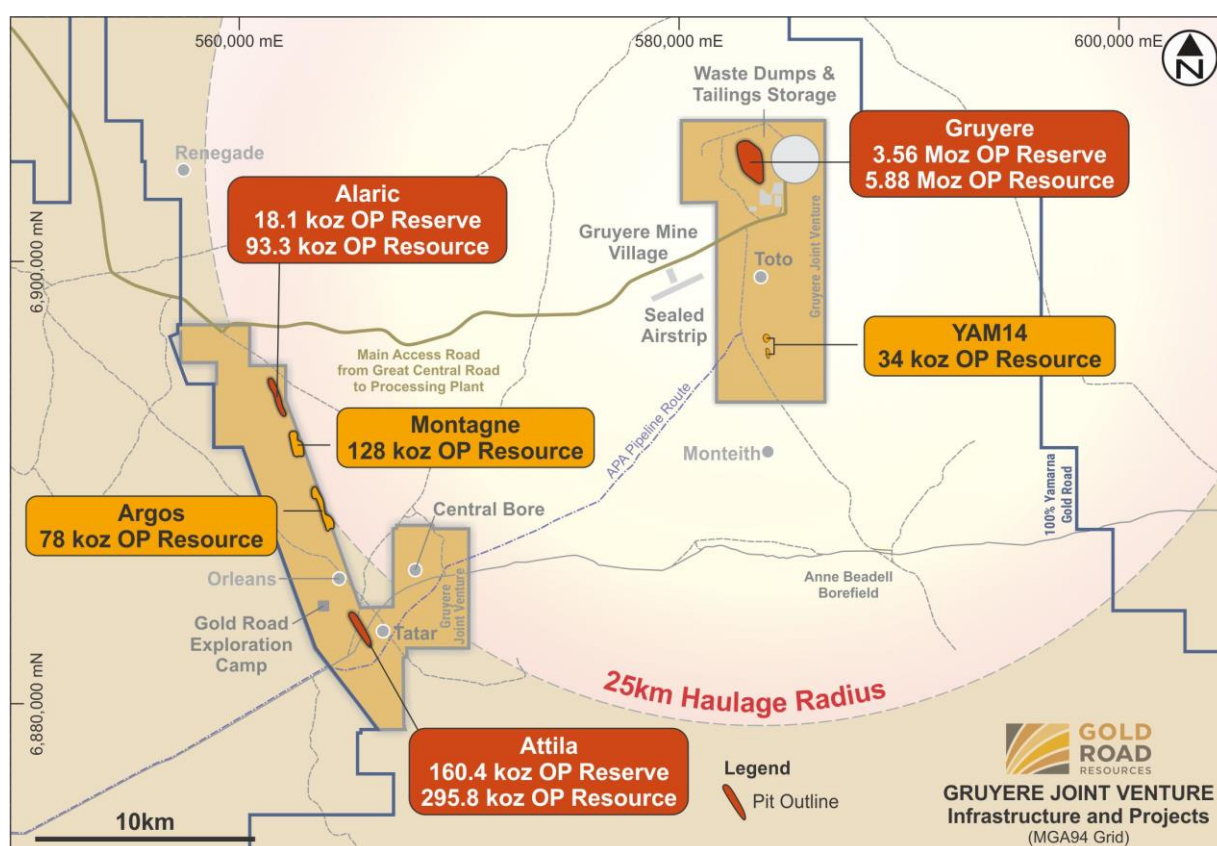 560,000 mE
580,000 mE
600,000 mE
N
Waste Dumps &
Tailings Storage
Gruyere
3.56 Moz OP Reserve
5.88 Moz OP Resource
Renegade
Alaric
18.1 koz OP Reserve
93.3 koz OP Resource
6,900,000 mN
Gruyere Mine
Village
Toto
Gruyere Joint Venture
Sealed
Airstrip
YAM14
34 koz OP Resource
Main Access Road
from Great Central Road
to Processing Plant
Montagne
128 koz OP Resource
APA Pipeline Route
Monteith
Argos
78 koz OP Resource
Central Bore
100% Yamarna
Gold Road
Orleans
Anne Beadell
Borefield
Gold Road
Exploration
Camp
Tatar
Gruyere
Joint Venture
25km Haulage Radius
6,880,000 mN
Attila
160.4 koz OP Reserve
295.8 koz OP Resource
Legend
Pit Outline
10km
GOLD
ROAD
RESOURCES
GRUYERE JOINT VENTURE
Infrastructure and Projects
(MGA94 Grid)